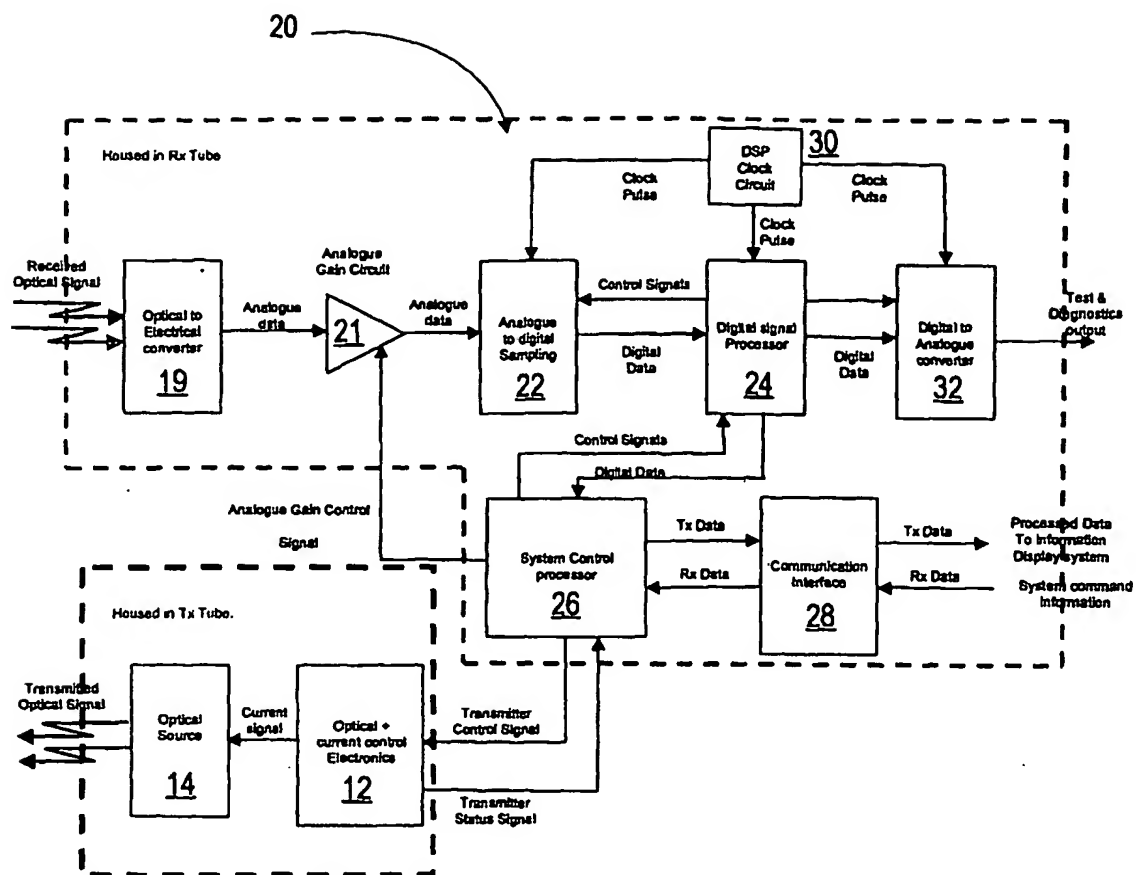 20
Housed in Rx Tube
DSP
Clock
Circuit
30
Clock
Pulse
Clock
Pulse
Clock
Pulse
Received
Optical Signal
Analogue
Gain Circuit
Optical to
Electrical
converter
19
Analogue
data
21
Analogue
data
Analogue
to digital
Sampling
22
Control Signals
Digital
Data
Digital signal
Processor
24
Digital
Data
Digital to
Analogue
converter
32
Test &
Diagnostics
output
Control Signals
Digital Data
Analogue Gain Control
Signal
System Control
processor
26
Tx Data
Rx Data
Communication
Interface
28
Tx Data
Rx Data
Processed Data
To Information
Display system
System command
Information
Housed in Tx Tube.
Transmitted
Optical Signal
Optical
Source
14
Current
signal
Optical +
current control
Electronics
12
Transmitter
Control Signal
Transmitter
Status Signal